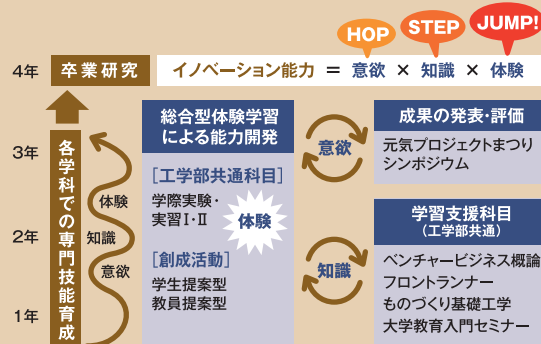 HOP
STEP
JUMP!
4年
卒業研究
イノベーション能力 = 意欲 × 知識 × 体験
3年
2年
1年
各学科での専門技能育成
体験
知識
意欲
総合型体験学習
による能力開発
[工学部共通科目]
学際実験・
実習Ⅰ・Ⅱ
体験
[創成活動]
学生提案型
教員提案型
意欲
知識
成果の発表・評価
元気プロジェクトまつり
シンポジウム
学習支援科目
(工学部共通)
ベンチャービジネス概論
フロントランナー
ものづくり基礎工学
大学教育入門セミナー